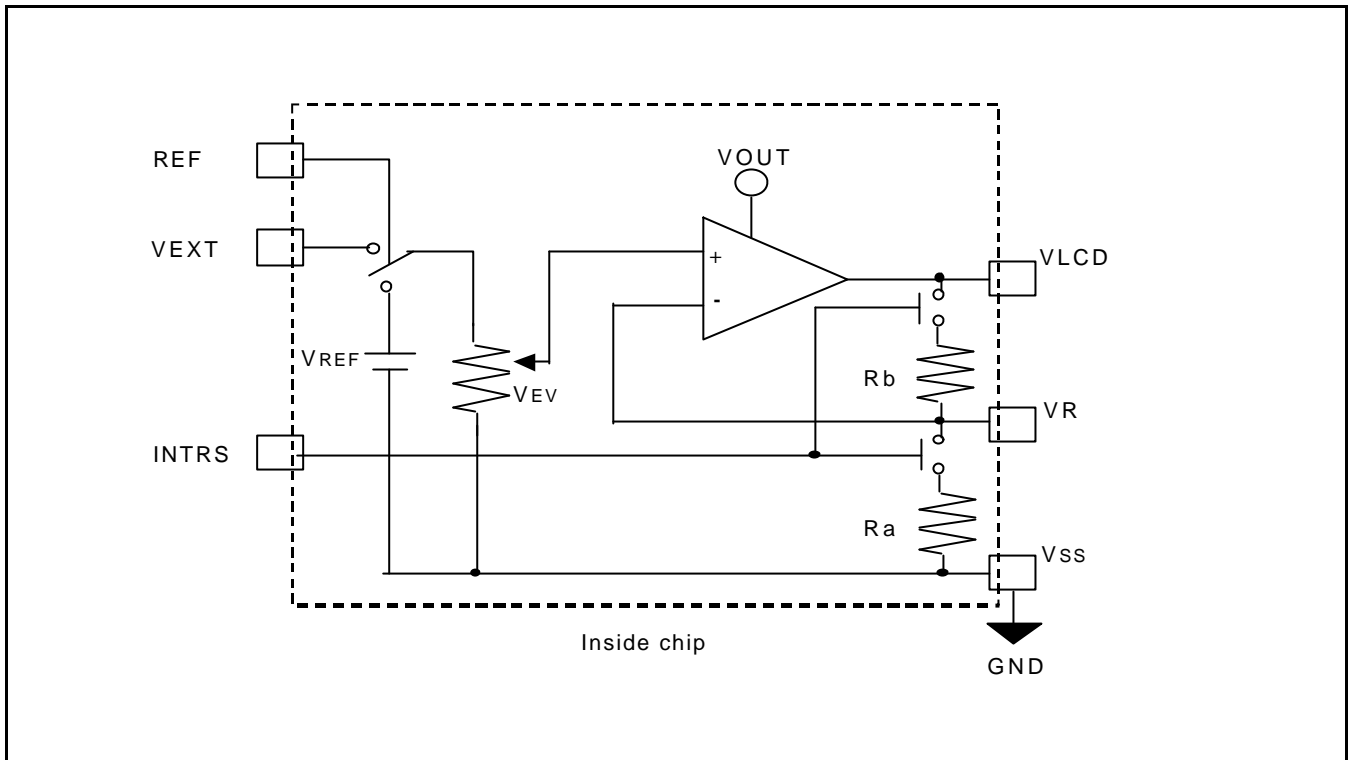 REF
VOUT
VEXT
VLCD
+
-
VREF
VEV
Rb
VR
INTRS
Ra
VSS
Inside chip
GND